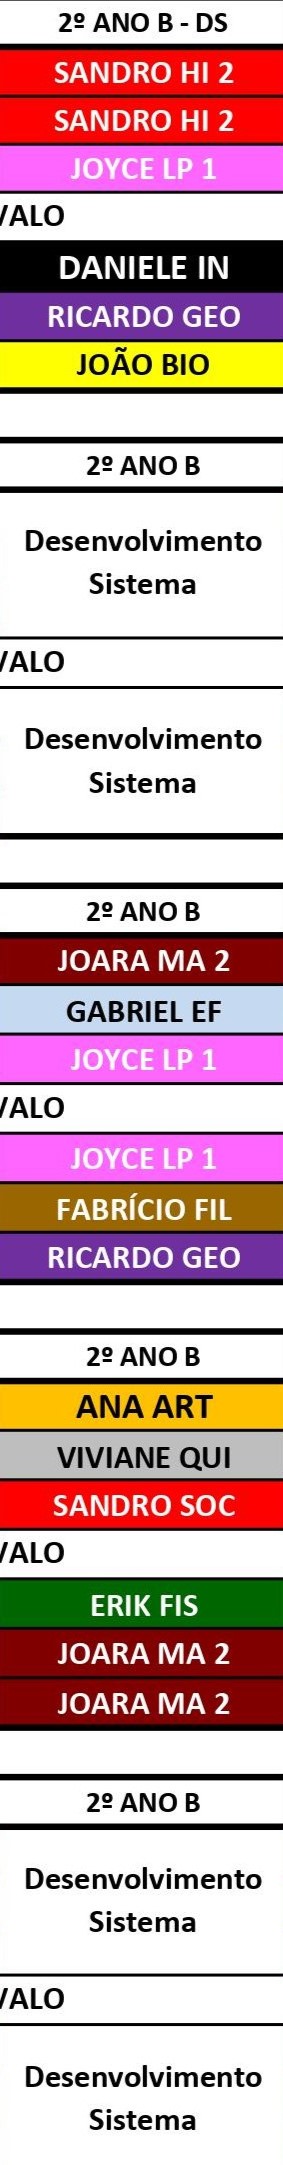 2º ANO B - DS
SANDRO HI 2
SANDRO HI 2
JOYCE LP 1
VALO
DANIELE IN
RICARDO GEO
JOÃO BIO
2º ANO B
Desenvolvimento
Sistema
VALO
Desenvolvimento
Sistema
2º ANO B
JOARA MA 2
GABRIEL EF
JOYCE LP 1
VALO
JOYCE LP 1
FABRÍCIO FIL
RICARDO GEO
2º ANO B
ANA ART
VIVIANE QUI
SANDRO SOC
VALO
ERIK FIS
JOARA MA 2
JOARA MA 2
2º ANO B
Desenvolvimento
Sistema
VALO
Desenvolvimento
Sistema